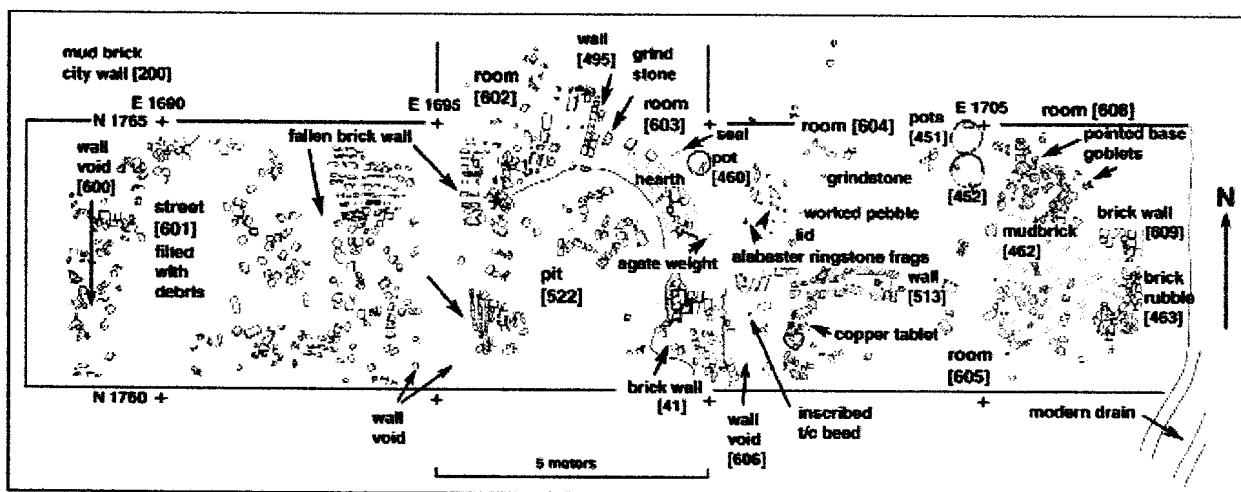 mud brick
city wall [200]
E 1690
N 1765
wall
void
[600]
street
[601]
filled
with
debris
fallen brick wall
E 1695
room
[602]
wall
[495]
grind
stone
room
[603]
seal
pot
[460]
hearth
room [604]
pots
[451]
E 1705
room [608]
pointed base
goblets
grindstone
[452]
worked pebble
lid
alabaster ringstone frags
agate weight
mudbrick
[462]
brick wall
[609]
N
pit
[522]
wall
[513]
brick
rubble
[463]
copper tablet
room
[605]
N 1760
wall
void
brick wall
[41]
wall
void
[606]
inscribed
t/c bead
modern drain
5 meters